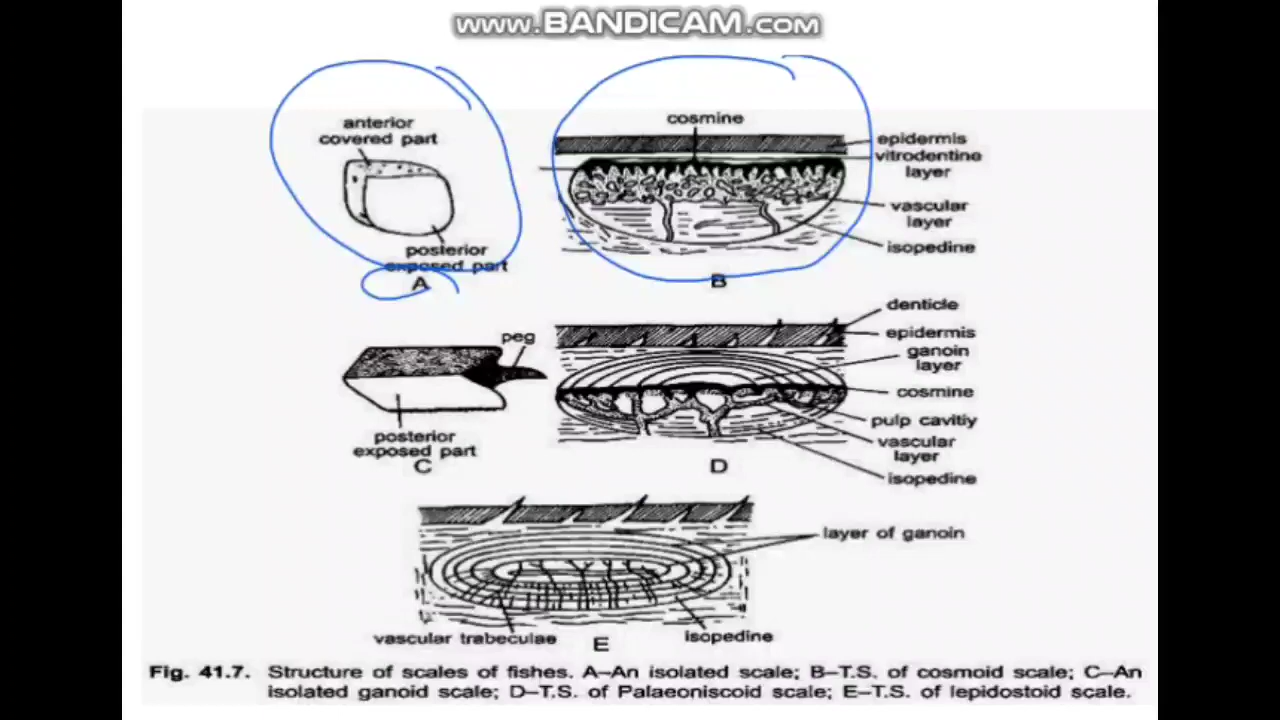 www.BANDICAM.com
anterior
covered part
posterior
exposed part
A
cosmine
epidermis
vitrodentine
layer
vascular
layer
isopedine
B
peg
posterior
exposed part
C
denticle
epidermis
ganoin
layer
cosmine
pulp cavitiy
vascular
layer
isopedine
D
layer of ganoin
vascular trabeculae
isopedine
E
Fig. 41.7. Structure of scales of fishes. A–An isolated scale; B–T.S. of cosmoid scale; C–An
isolated ganoid scale; D–T.S. of Palaeoniscoid scale; E–T.S. of lepidostoid scale.